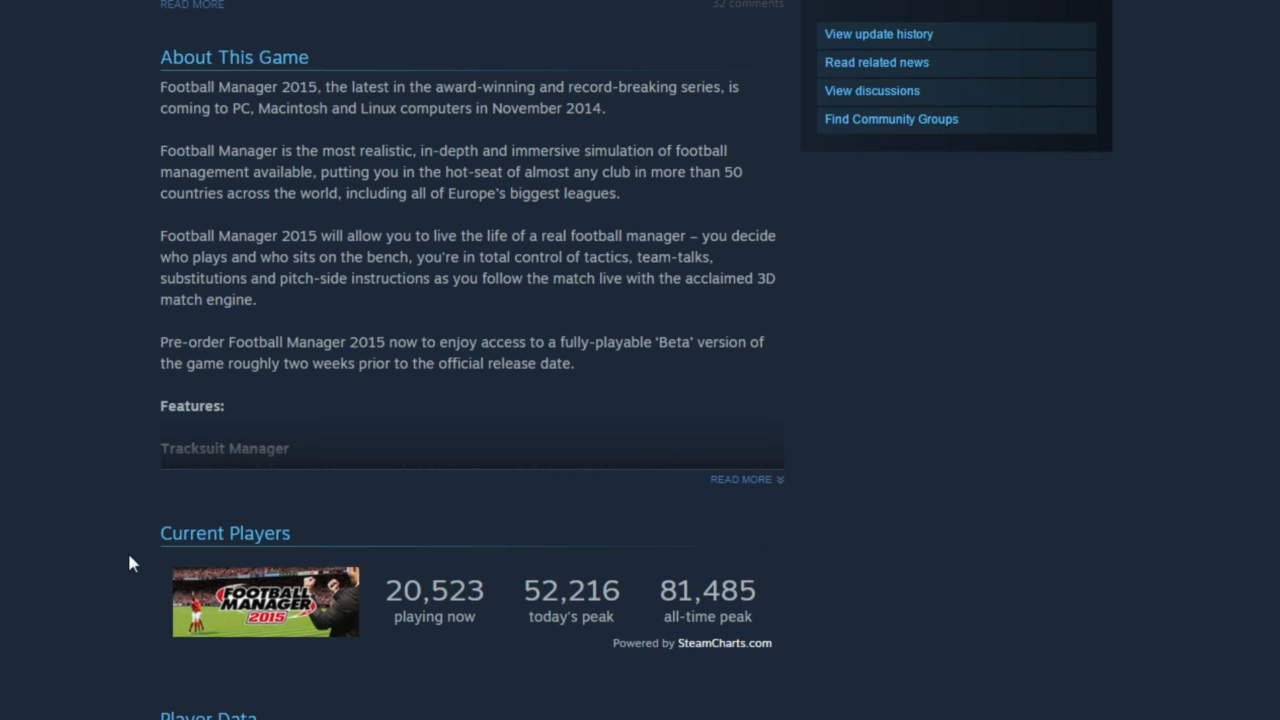 READ MORE
32 comments
View update history
Read related news
View discussions
Find Community Groups
About This Game
Football Manager 2015, the latest in the award-winning and record-breaking series, is
coming to PC, Macintosh and Linux computers in November 2014.
Football Manager is the most realistic, in-depth and immersive simulation of football
management available, putting you in the hot-seat of almost any club in more than 50
countries across the world, including all of Europe's biggest leagues.
Football Manager 2015 will allow you to live the life of a real football manager – you decide
who plays and who sits on the bench, you're in total control of tactics, team-talks,
substitutions and pitch-side instructions as you follow the match live with the acclaimed 3D
match engine.
Pre-order Football Manager 2015 now to enjoy access to a fully-playable 'Beta' version of
the game roughly two weeks prior to the official release date.
Features:
Tracksuit Manager
READ MORE
Current Players
FOOTBALL
MANAGER
2015
20,523 52,216 81,485
playing now today's peak all-time peak
Powered by SteamCharts.com
Player Data